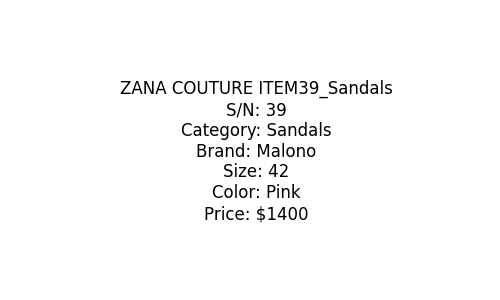 ZANA COUTURE ITEM39_Sandals
S/N: 39
Category: Sandals
Brand: Malono
Size: 42
Color: Pink
Price: $1400